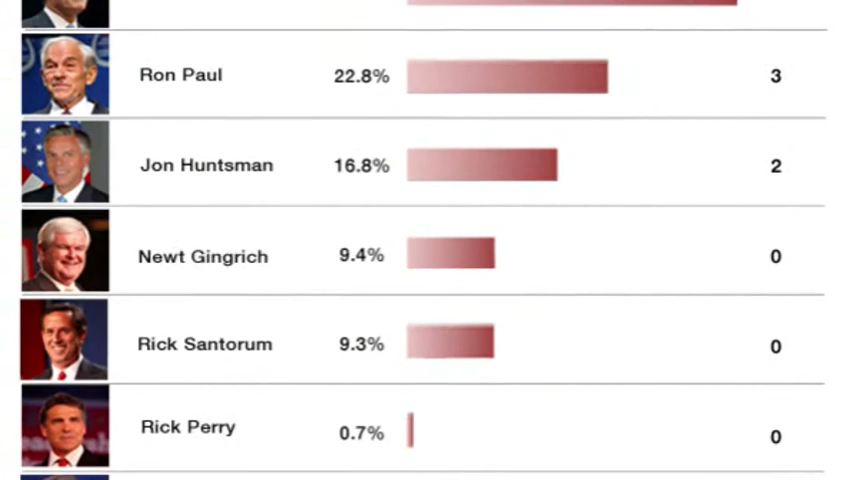 Ron Paul 22.8% 3
Jon Huntsman 16.8% 2
Newt Gingrich 9.4% 0
Rick Santorum 9.3% 0
Rick Perry 0.7% 0